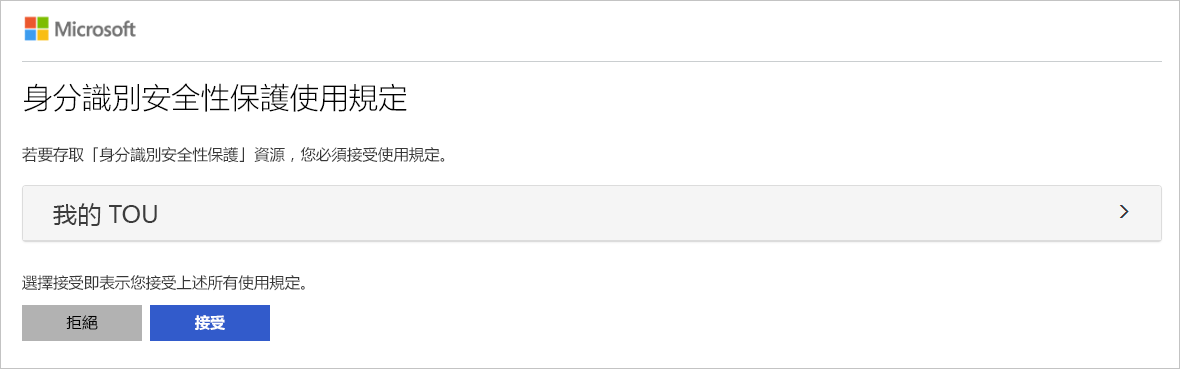 Microsoft
身分識別安全性保護使用規定
若要存取「身分識別安全性保護」資源，您必須接受使用規定。
我的 TOU
選擇接受即表示您接受上述所有使用規定。
拒絕 接受